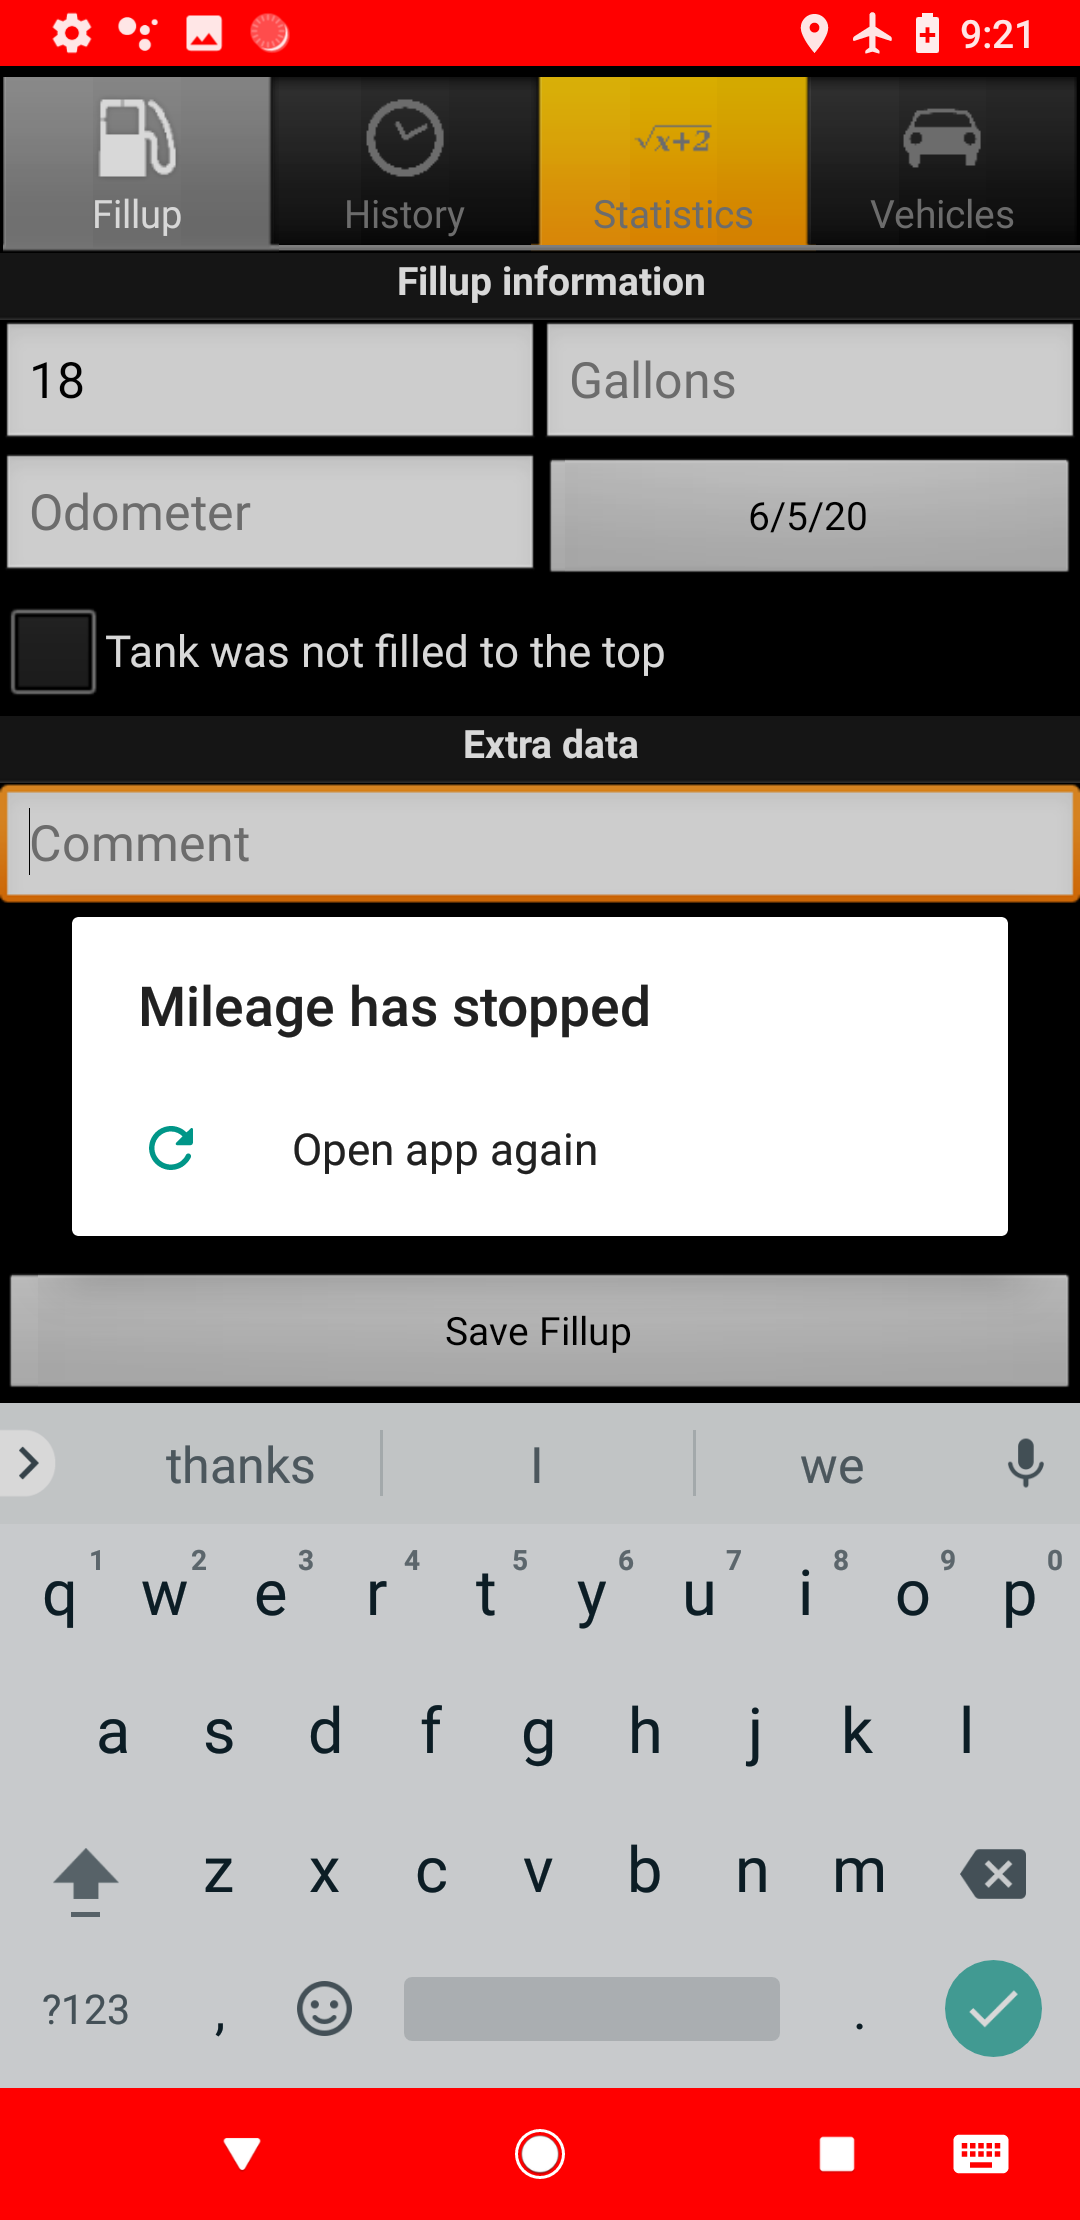 9:21
Fillup
History
√x+2
Statistics
Vehicles
Fillup information
18
Gallons
Odometer
6/5/20
Tank was not filled to the top
Extra data
Comment
Mileage has stopped
Open app again
Save Fillup
thanks I we
1 2 3 4 5 6 7 8 9 0
q w e r t y u i o p
a s d f g h j k l
z x c v b n m
?123 , .